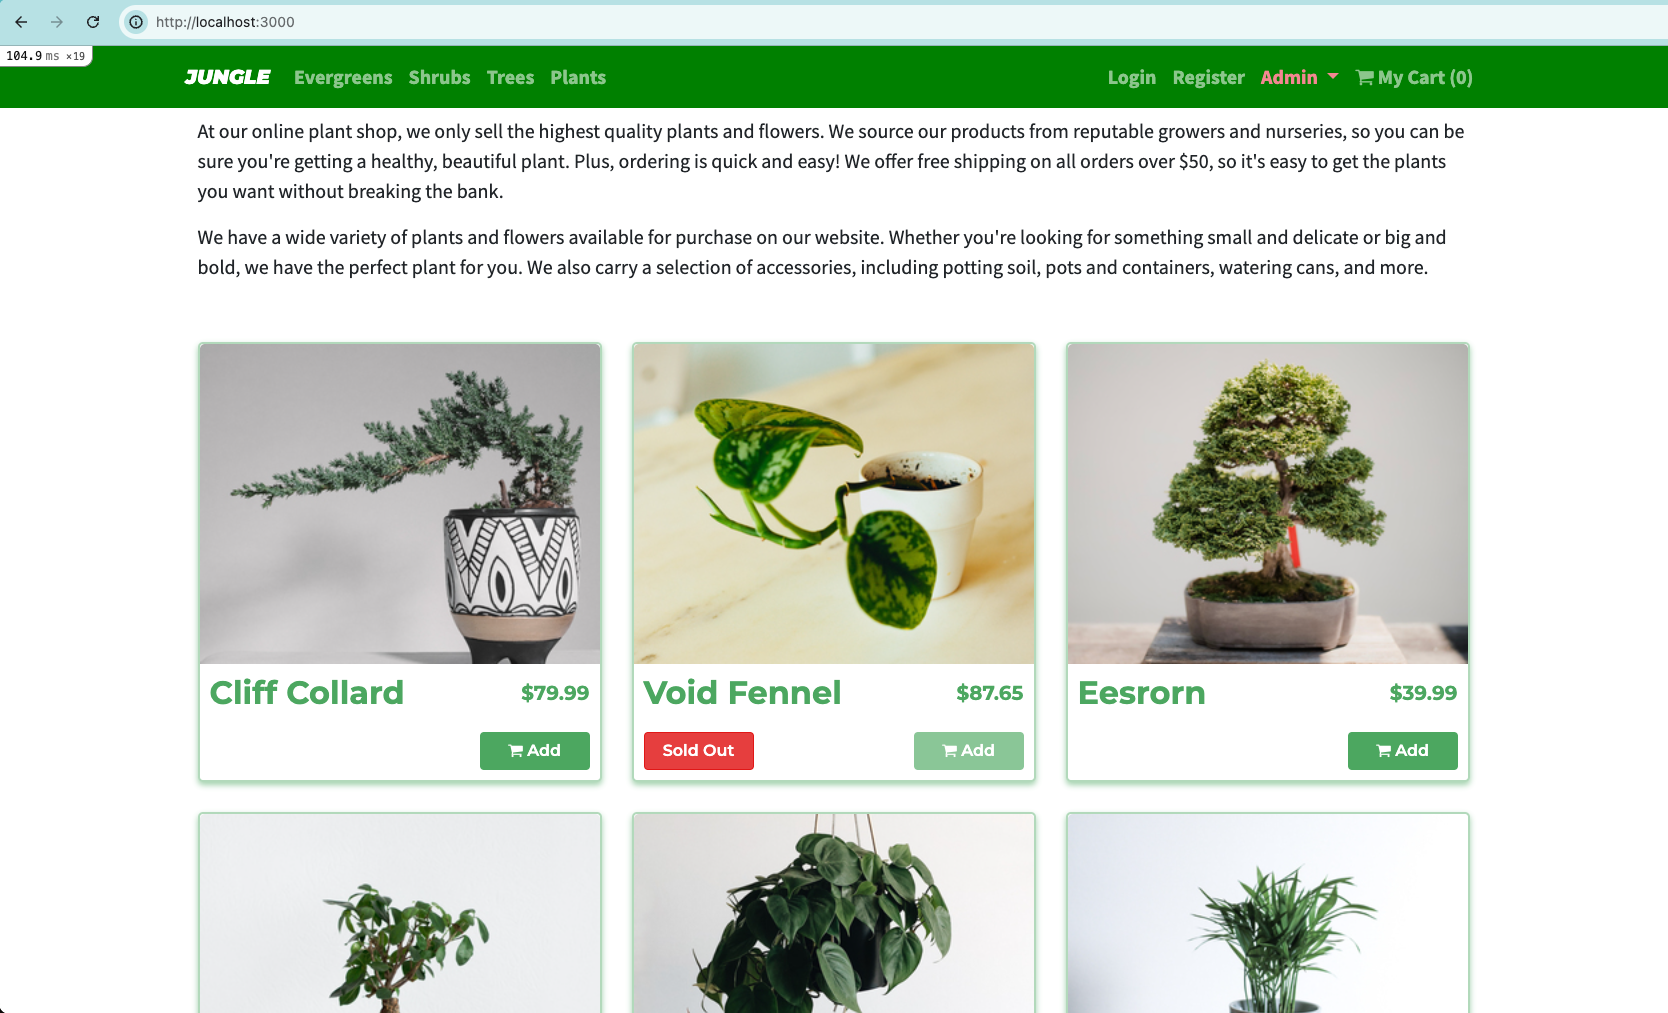 http://localhost:3000
104.9 ms ×19
JUNGLE Evergreens Shrubs Trees Plants Login Register Admin My Cart (0)
At our online plant shop, we only sell the highest quality plants and flowers. We source our products from reputable growers and nurseries, so you can be
sure you're getting a healthy, beautiful plant. Plus, ordering is quick and easy! We offer free shipping on all orders over $50, so it's easy to get the plants
you want without breaking the bank.
We have a wide variety of plants and flowers available for purchase on our website. Whether you're looking for something small and delicate or big and
bold, we have the perfect plant for you. We also carry a selection of accessories, including potting soil, pots and containers, watering cans, and more.
Cliff Collard $79.99
Add
Void Fennel $87.65
Sold Out Add
Eesrorn $39.99
Add